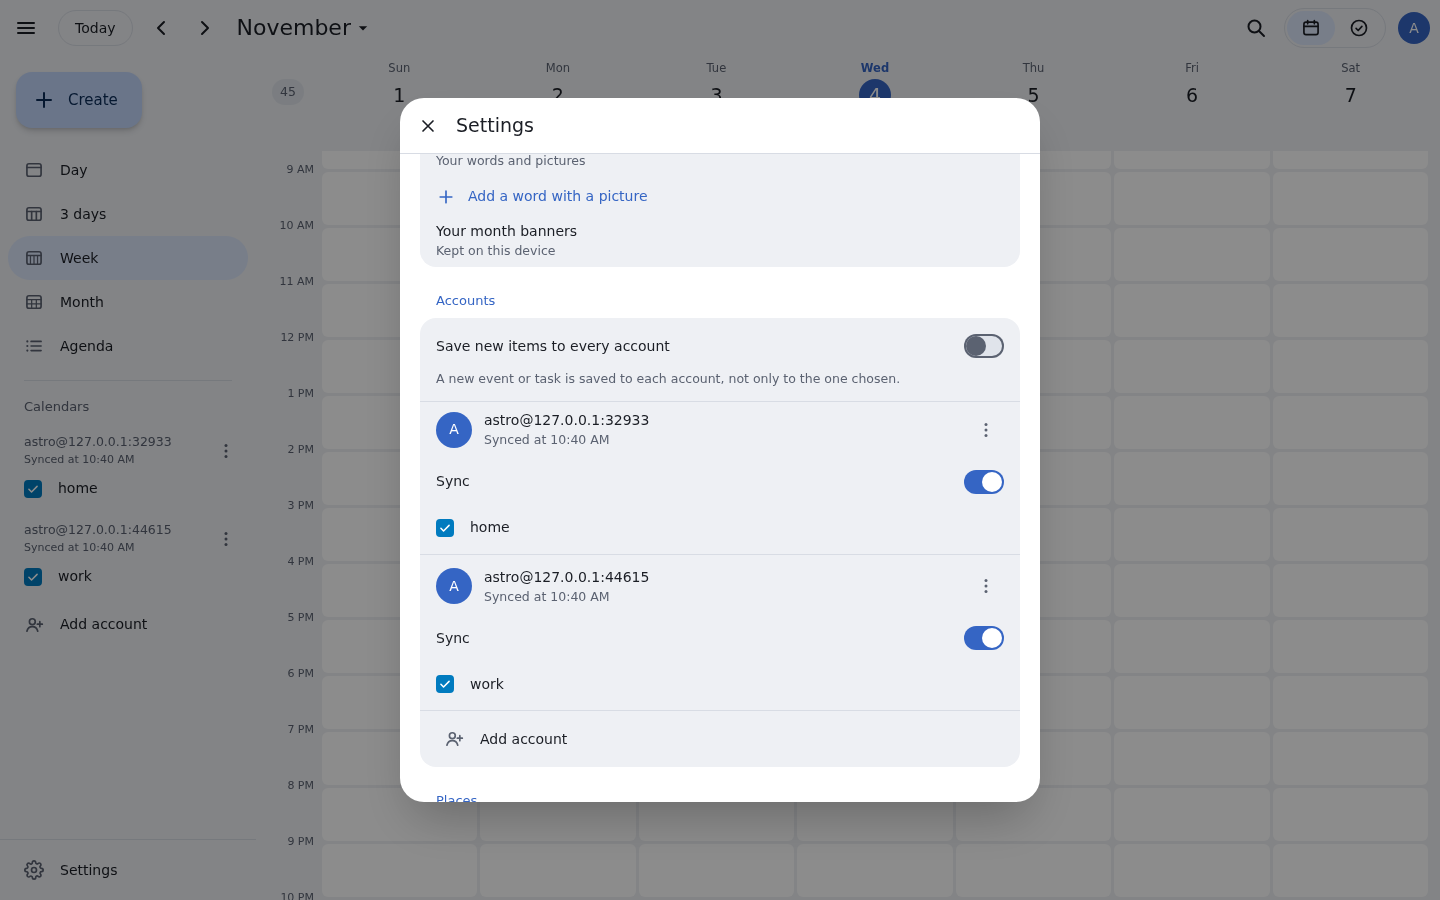 Today
November
A
Create
Day
3 days
Week
Month
Agenda
Calendars
astro@127.0.0.1:32933
Synced at 10:40 AM
home
astro@127.0.0.1:44615
Synced at 10:40 AM
work
Add account
Settings
45
Sun
1
Mon
2
Tue
3
Wed
4
Thu
5
Fri
6
Sat
7
9 AM
10 AM
11 AM
12 PM
1 PM
2 PM
3 PM
4 PM
5 PM
6 PM
7 PM
8 PM
9 PM
10 PM
Settings
Your words and pictures
Add a word with a picture
Your month banners
Kept on this device
Accounts
Save new items to every account
A new event or task is saved to each account, not only to the one chosen.
A
astro@127.0.0.1:32933
Synced at 10:40 AM
Sync
home
A
astro@127.0.0.1:44615
Synced at 10:40 AM
Sync
work
Add account
Places